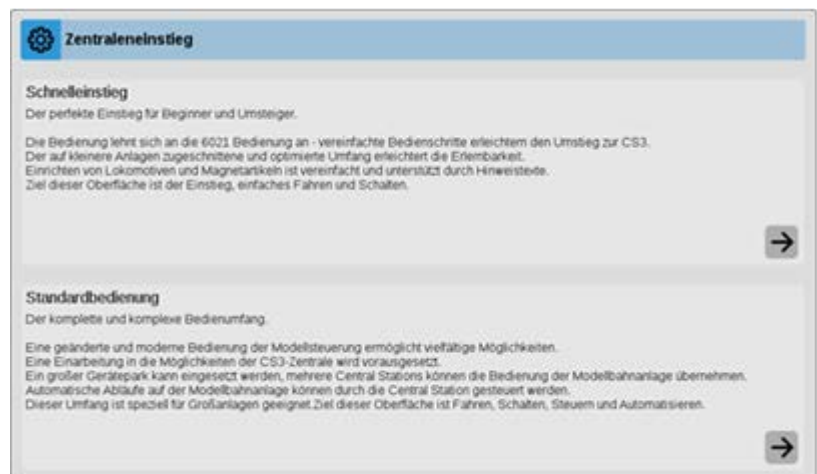 Zentraleneinstieg
Schnelleinstieg
Der perfekte Einstieg für Beginner und Umsteiger.
Die Bedienung lehnt sich an die 6021 Bedienung an - vereinfachte Bedienschritte erleichtern den Umstieg zur CS3.
Der auf kleinere Anlagen zugeschnittene und optimierte Umfang erleichtert die Erlernbarkeit.
Einrichten von Lokomotiven und Magnetartikeln ist vereinfacht und unterstützt durch Hinweistexte.
Ziel dieser Oberfläche ist der Einstieg, einfaches Fahren und Schalten.
Standardbedienung
Der komplette und komplexe Bedienumfang.
Eine geänderte und moderne Bedienung der Modellsteuerung ermöglicht vielfältige Möglichkeiten.
Eine Einarbeitung in die Möglichkeiten der CS3-Zentrale wird vorausgesetzt.
Ein großer Gerätepark kann eingesetzt werden, mehrere Central Stations können die Bedienung der Modellbahnanlage übernehmen.
Automatische Abläufe auf der Modellbahnanlage können durch die Central Station gesteuert werden.
Dieser Umfang ist speziell für Großanlagen geeignet.Ziel dieser Oberfläche ist Fahren, Schalten, Steuern und Automatisieren.